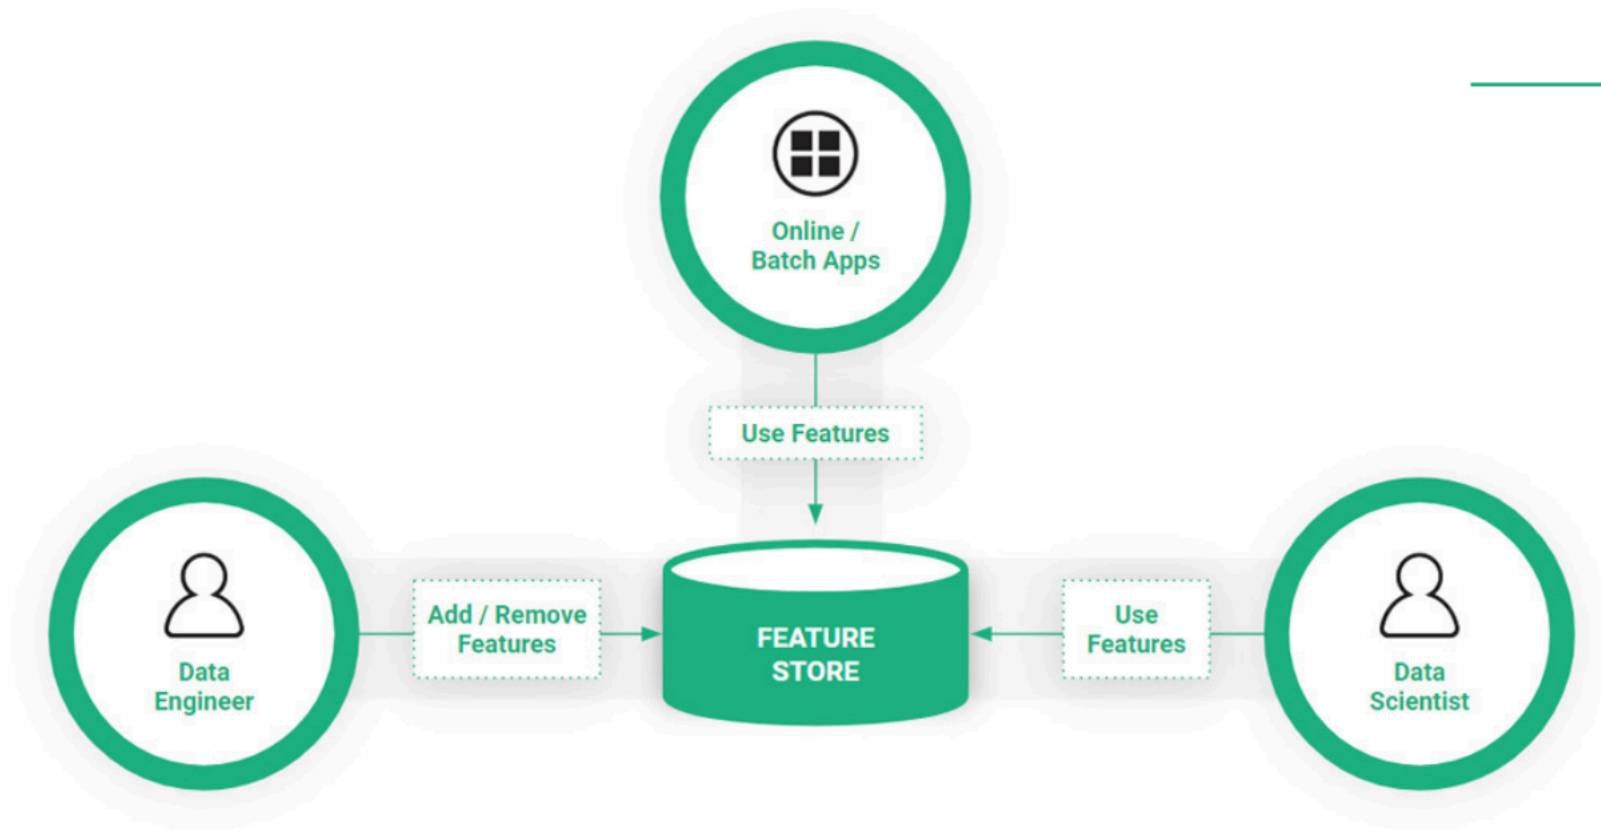 Online /
Batch Apps
Use Features
Data
Engineer
Add / Remove
Features
FEATURE
STORE
Use
Features
Data
Scientist